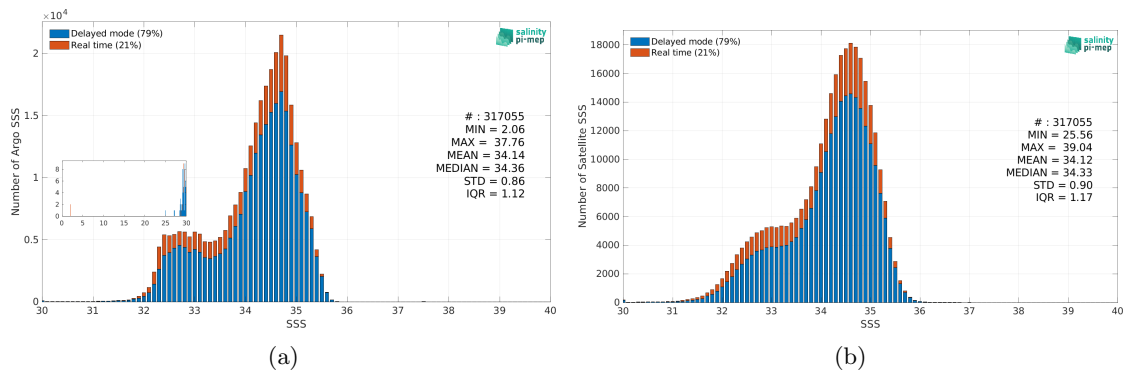 ×10⁴
Delayed mode (79%)
Real time (21%)
salinity
pi-mep
# : 317055
MIN = 2.06
MAX = 37.76
MEAN = 34.14
MEDIAN = 34.36
STD = 0.86
IQR = 1.12
Number of Argo SSS
2
1.5
1
0.5
0
8
6
4
2
0
0 5 10 15 20 25 30
30 31 32 33 34 35 36 37 38 39 40
SSS
(a)
Delayed mode (79%)
Real time (21%)
salinity
pi-mep
# : 317055
MIN = 25.56
MAX = 39.04
MEAN = 34.12
MEDIAN = 34.33
STD = 0.90
IQR = 1.17
Number of Satellite SSS
18000
16000
14000
12000
10000
8000
6000
4000
2000
0
30 31 32 33 34 35 36 37 38 39 40
SSS
(b)